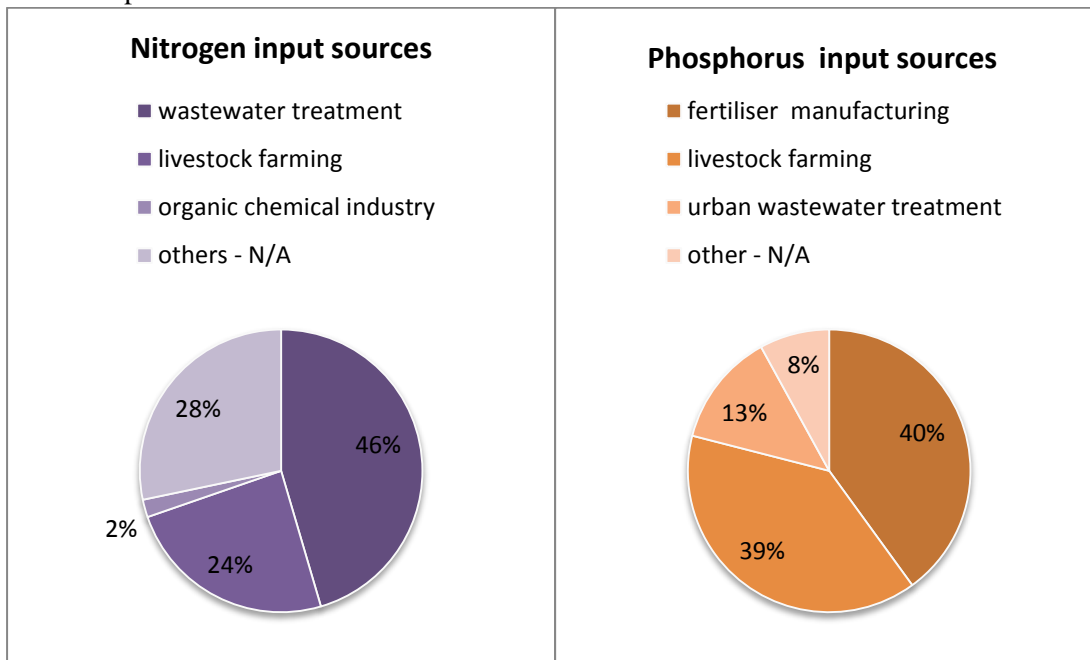 Nitrogen input sources
wastewater treatment
livestock farming
organic chemical industry
others - N/A
28%
46%
2%
24%
Phosphorus input sources
fertiliser manufacturing
livestock farming
urban wastewater treatment
other - N/A
8%
13%
40%
39%